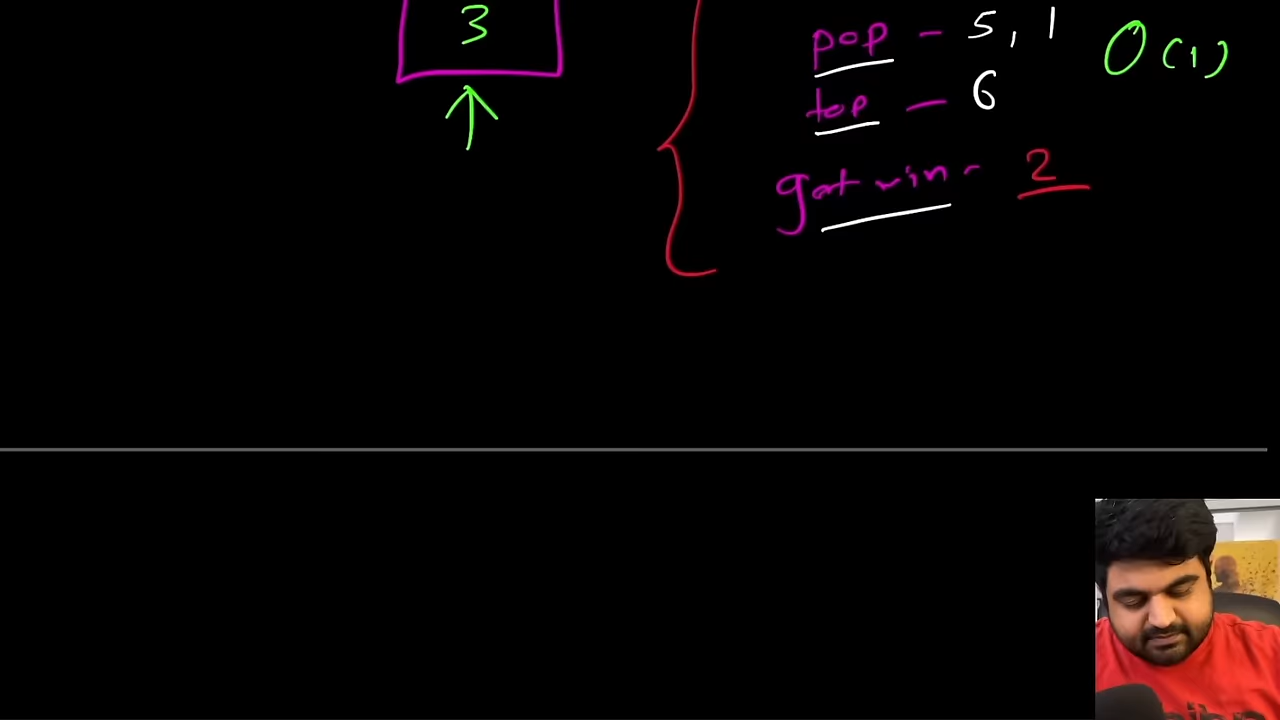 3
pop - 5, 1
O(1)
top - 6
getmin - 2